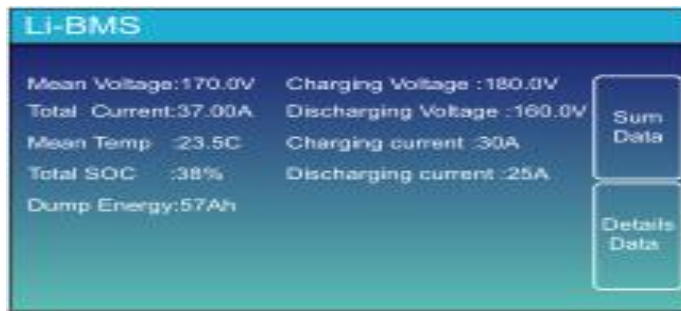 Li-BMS
Mean Voltage:170.0V
Total Current:37.00A
Mean Temp :23.5C
Total SOC :38%
Dump Energy:57Ah
Charging Voltage :180.0V
Discharging Voltage :160.0V
Charging current :30A
Discharging current :25A
Sum
Data
Details
Data